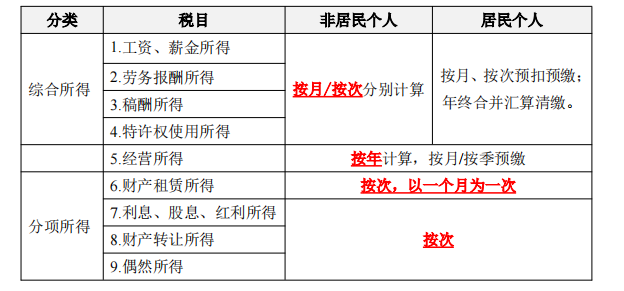 分类 税目 非居民个人 居民个人
综合所得
1.工资、薪金所得
2.劳务报酬所得
3.稿酬所得
4.特许权使用所得
按月/按次分别计算
按月、按次预扣预缴；
年终合并汇算清缴。
5.经营所得 按年计算，按月/按季预缴
分项所得
6.财产租赁所得 按次，以一个月为一次
7.利息、股息、红利所得
8.财产转让所得
9.偶然所得
按次